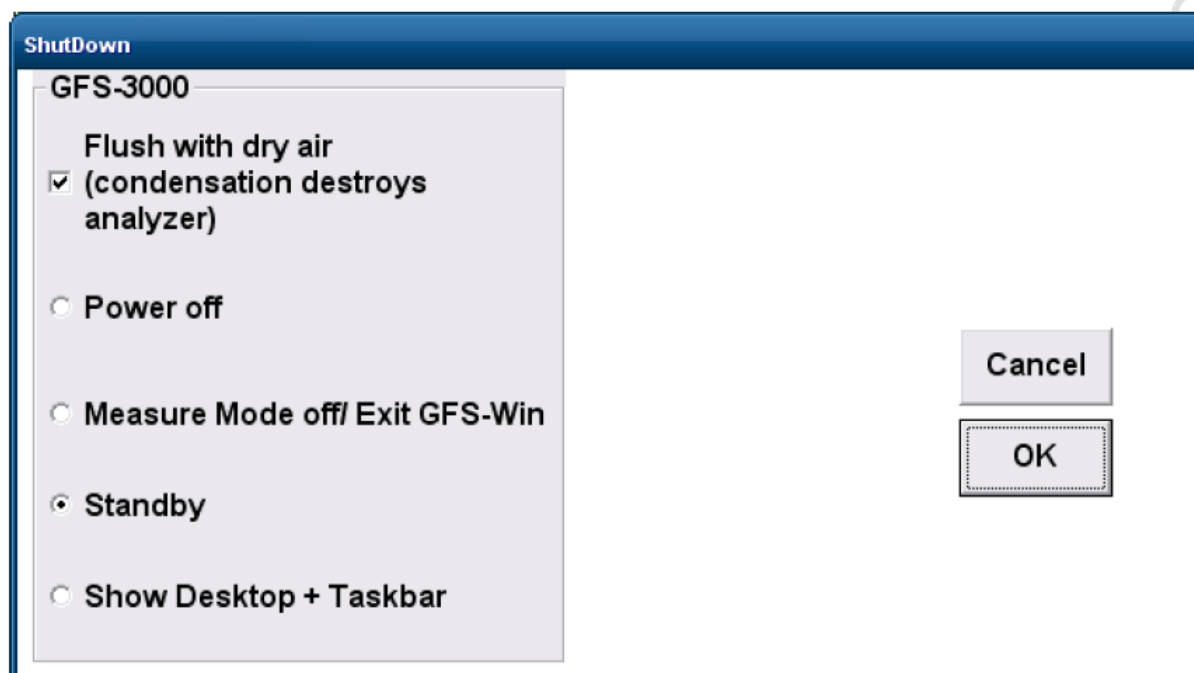 ShutDown
GFS-3000
Flush with dry air
(condensation destroys
analyzer)
Power off
Measure Mode off/ Exit GFS-Win
Standby
Show Desktop + Taskbar
Cancel
OK